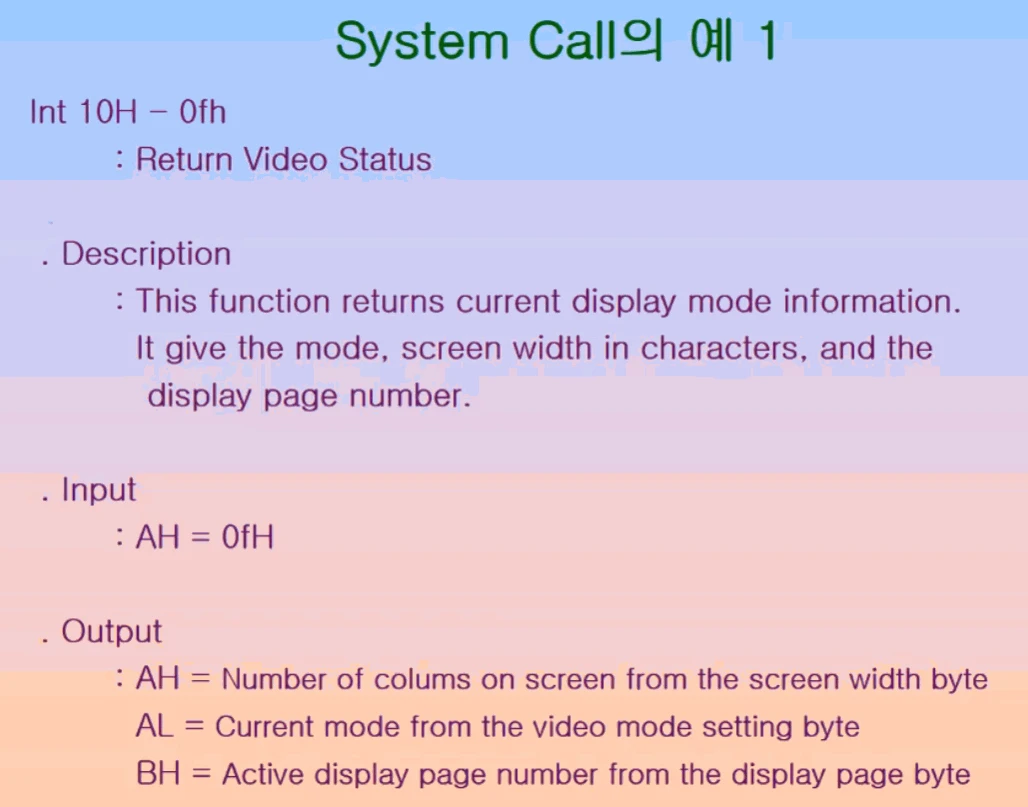 System Call의 예 1
Int 10H - 0fh
: Return Video Status
. Description
: This function returns current display mode information.
It give the mode, screen width in characters, and the
display page number.
. Input
: AH = 0fH
. Output
: AH = Number of colums on screen from the screen width byte
AL = Current mode from the video mode setting byte
BH = Active display page number from the display page byte